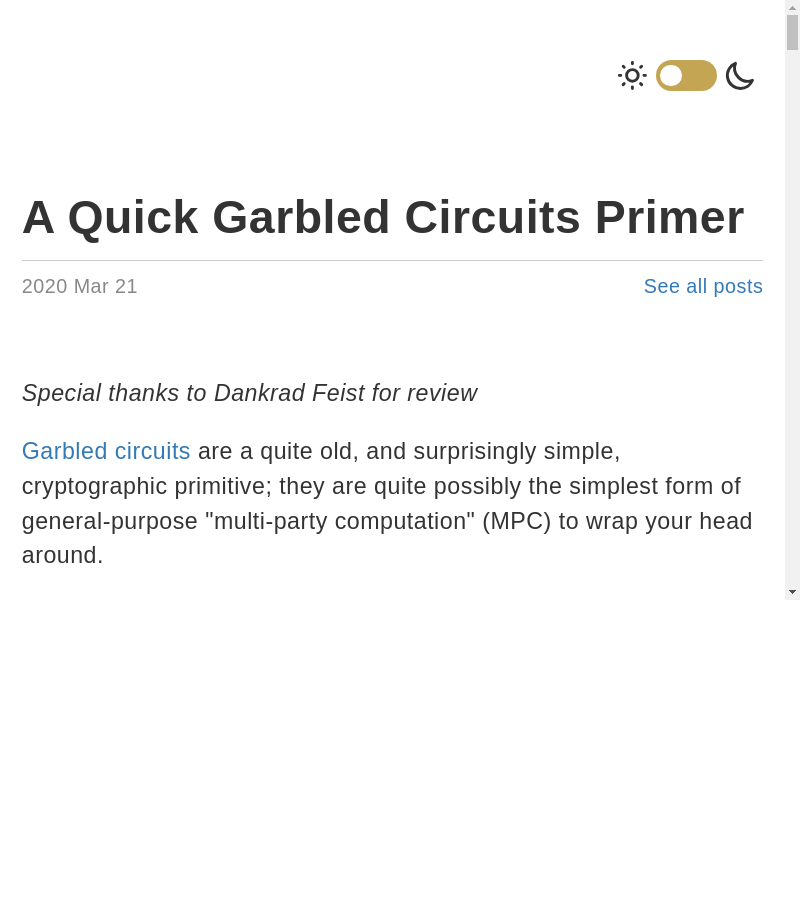 A Quick Garbled Circuits Primer
2020 Mar 21
See all posts
Special thanks to Dankrad Feist for review
Garbled circuits are a quite old, and surprisingly simple,
cryptographic primitive; they are quite possibly the simplest form of
general-purpose "multi-party computation" (MPC) to wrap your head
around.